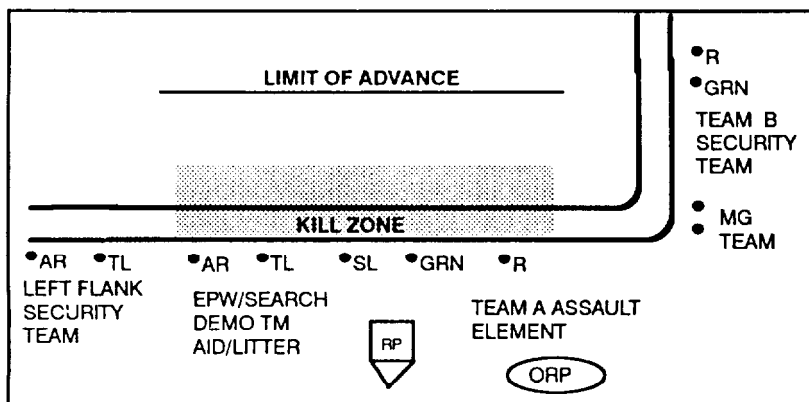 LIMIT OF ADVANCE
R
GRN
TEAM B
SECURITY
TEAM
KILL ZONE
MG
TEAM
AR
TL
AR
TL
SL
GRN
R
LEFT FLANK
SECURITY
TEAM
EPW/SEARCH
DEMO TM
AID/LITTER
TEAM A ASSAULT
ELEMENT
RP
ORP